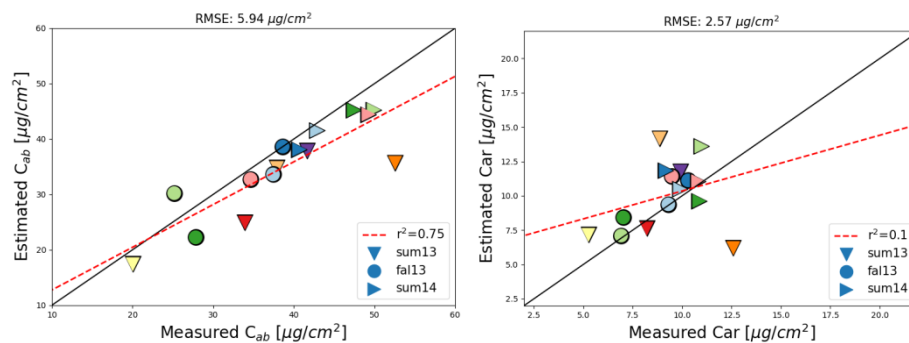 RMSE: 5.94 μg/cm²
Estimated C_ab [μg/cm²]
60
50
40
30
20
10
r²=0.75
sum13
fal13
sum14
10 20 30 40 50 60
Measured C_ab [μg/cm²]
RMSE: 2.57 μg/cm²
Estimated Car [μg/cm²]
20.0
17.5
15.0
12.5
10.0
7.5
5.0
2.5
r²=0.1
sum13
fal13
sum14
2.5 5.0 7.5 10.0 12.5 15.0 17.5 20.0
Measured Car [μg/cm²]